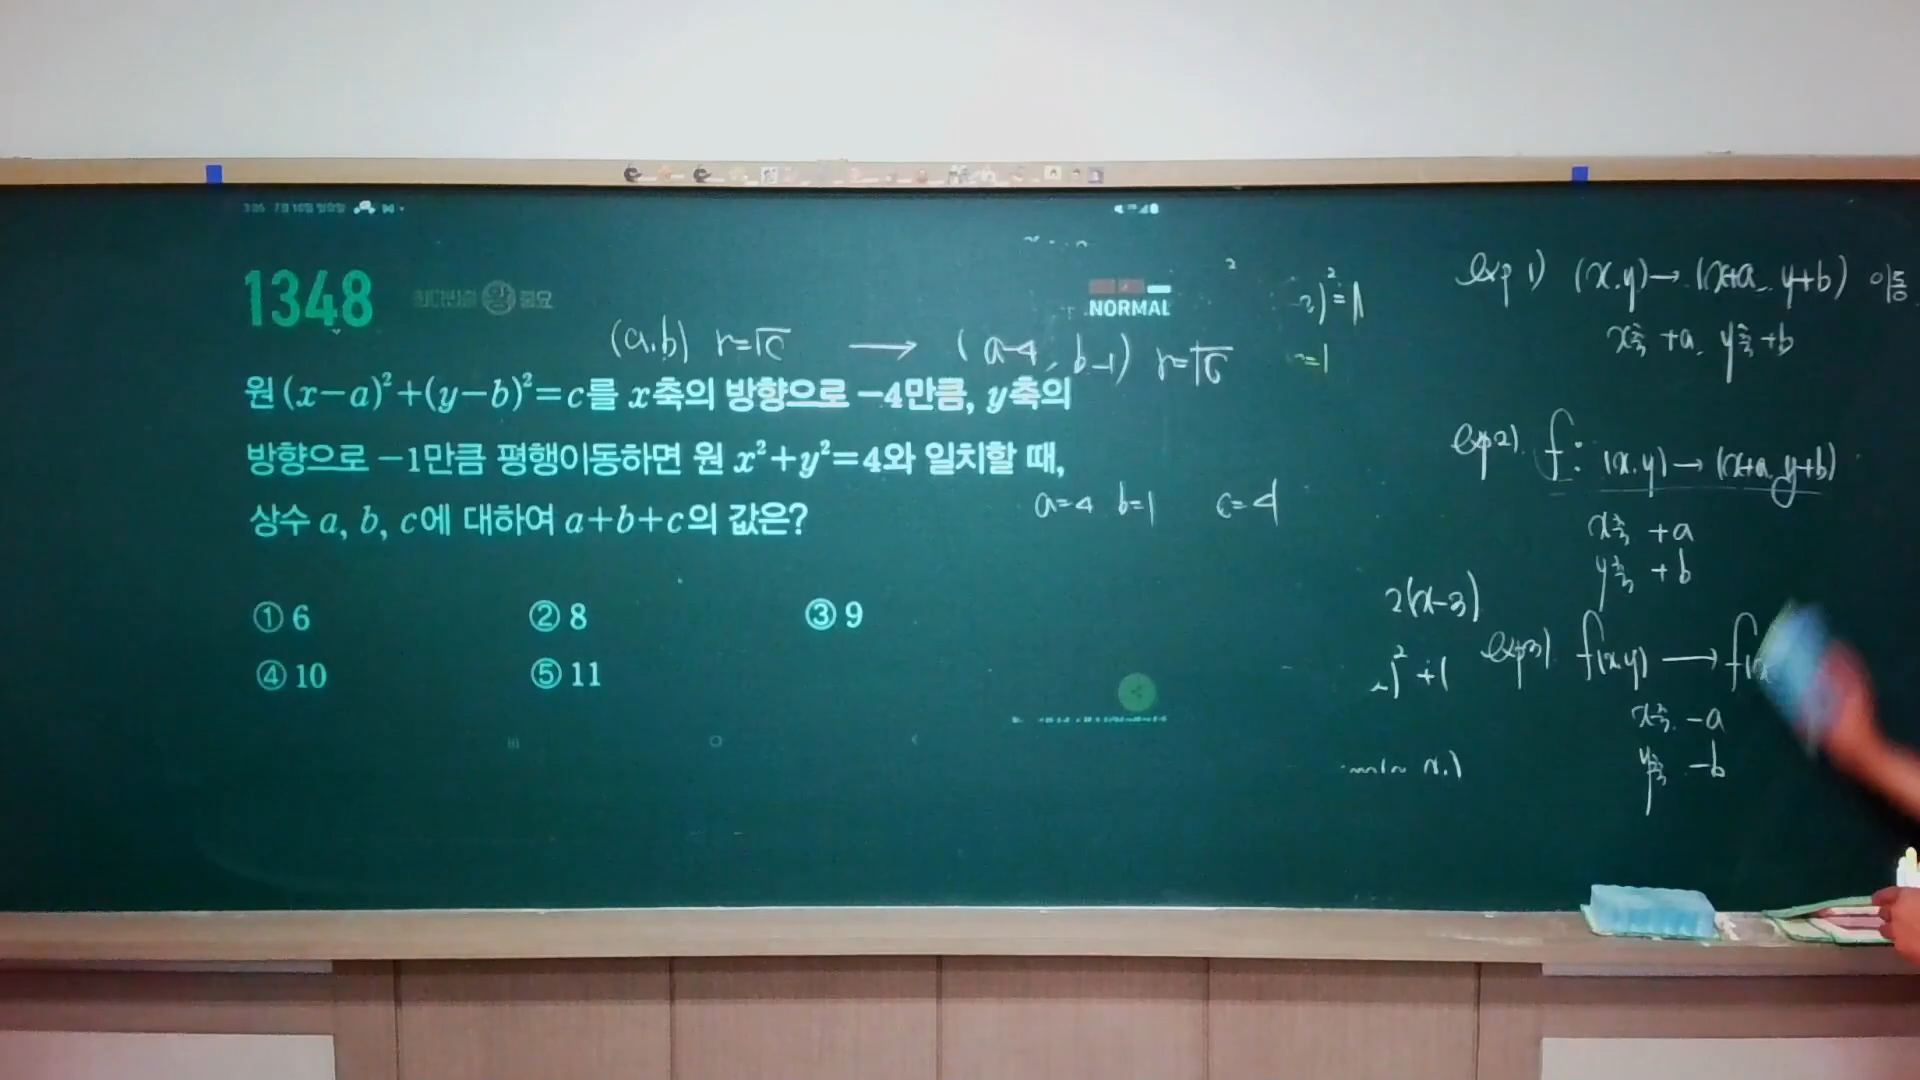 1348
NORMAL
(a,b) r=√c → (a-4, b-1) r=√c
원 (x-a)²+(y-b)²=c를 x축의 방향으로 -4만큼, y축의
방향으로 -1만큼 평행이동하면 원 x²+y²=4와 일치할 때,
상수 a, b, c에 대하여 a+b+c의 값은?
a=4 b=1 c=4
① 6 ② 8 ③ 9
④ 10 ⑤ 11
=1
2(x-3)
+1
exp 1) (x,y)→(x+a, y+b) 이동
x축 +a, y축 +b
exp2) f: (x,y)→(x+a, y+b)
x축 +a
y축 +b
exp3) f(x,y) → f(x
x축 -a
y축 -b